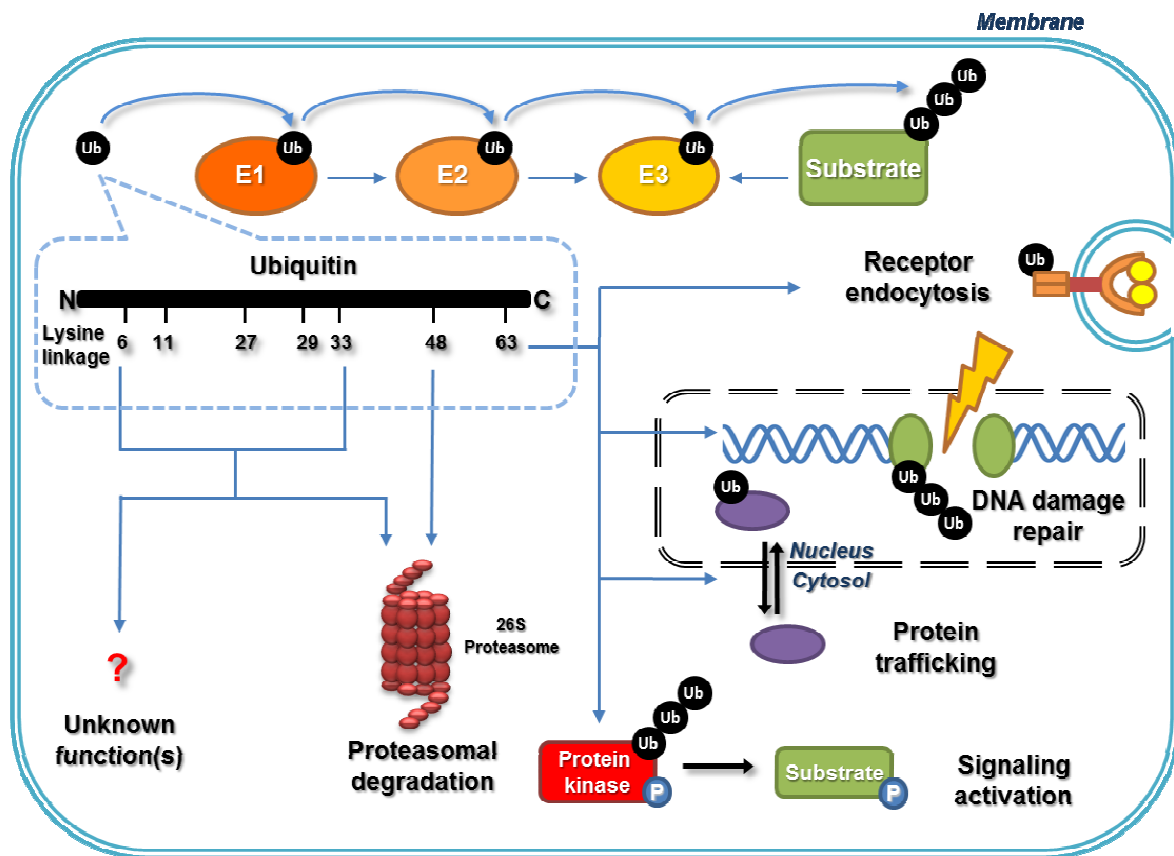 Membrane
Ub
Ub
Ub
Ub
Ub
Ub
Ub
E1
E2
E3
Substrate
Ubiquitin
N
C
Lysine
linkage
6 11 27 29 33 48 63
Receptor
endocytosis
Ub
Ub
Ub
Ub
Ub
DNA damage
repair
Nucleus
Cytosol
Protein
trafficking
26S
Proteasome
?
Unknown
function(s)
Proteasomal
degradation
Ub
Ub
Ub
Protein
kinase
P
Substrate
P
Signaling
activation